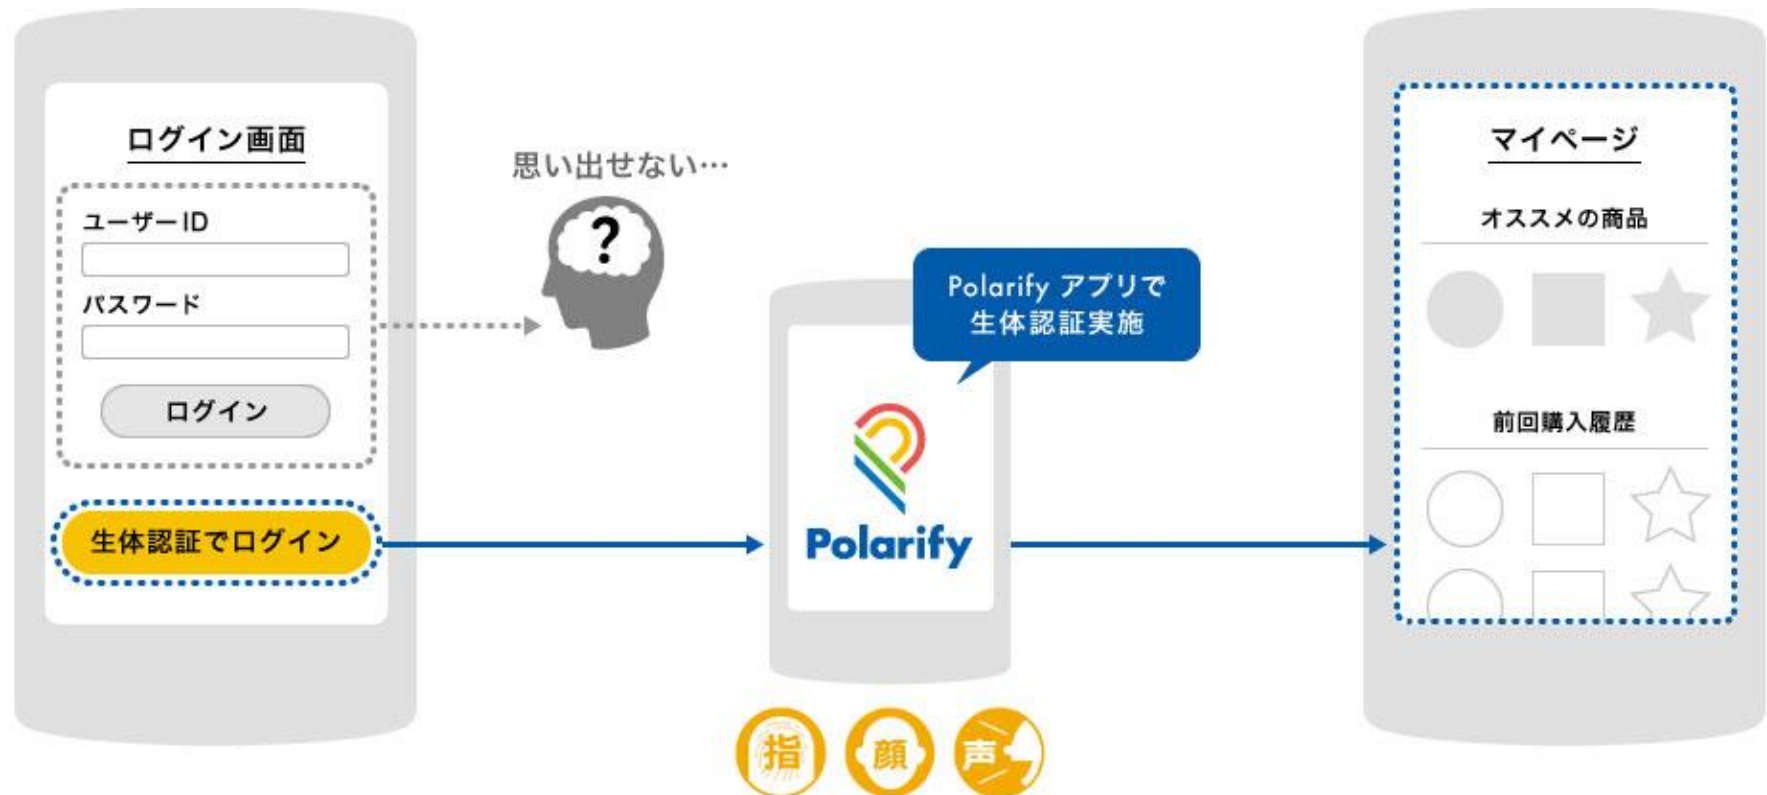 ログイン画面
ユーザーID
パスワード
ログイン
生体認証でログイン
思い出せない…
?
Polarify アプリで
生体認証実施
Polarify
指
顔
声
マイページ
オススメの商品
前回購入履歴